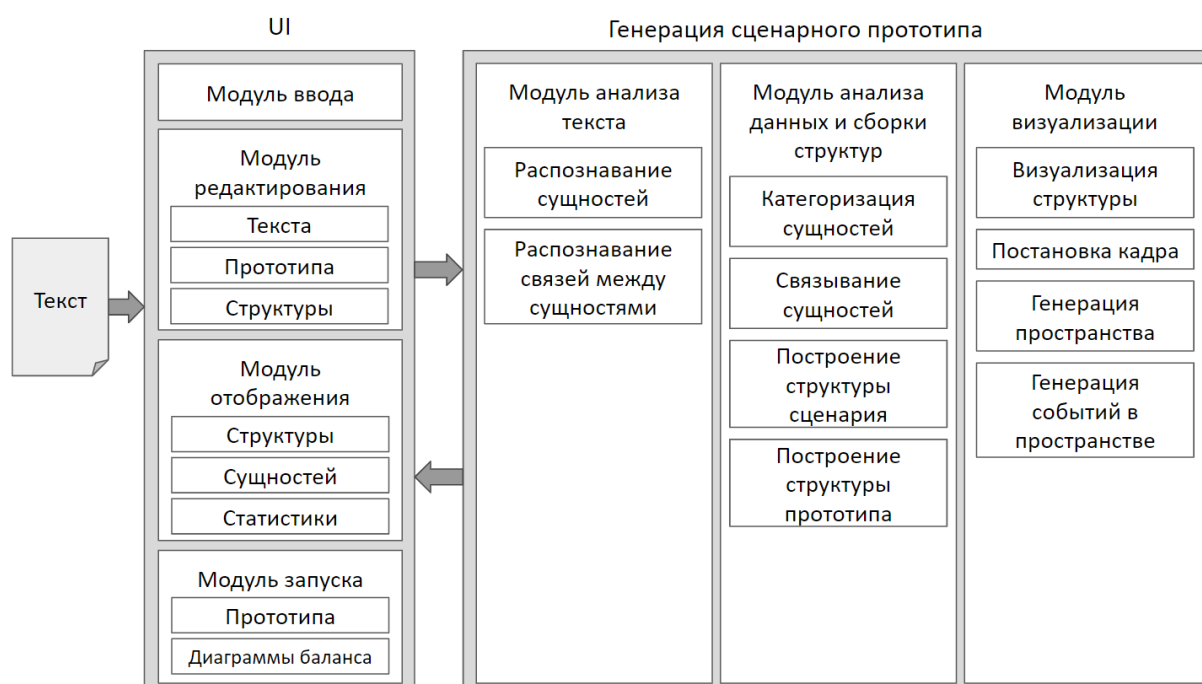 UI
Генерация сценарного прототипа
Текст
Модуль ввода
Модуль
редактирования
Текста
Прототипа
Структуры
Модуль
отображения
Структуры
Сущностей
Статистики
Модуль запуска
Прототипа
Диаграммы баланса
Модуль анализа
текста
Распознавание
сущностей
Распознавание
связей между
сущностями
Модуль анализа
данных и сборки
структур
Категоризация
сущностей
Связывание
сущностей
Построение
структуры
сценария
Построение
структуры
прототипа
Модуль
визуализации
Визуализация
структуры
Постановка кадра
Генерация
пространства
Генерация
событий в
пространстве